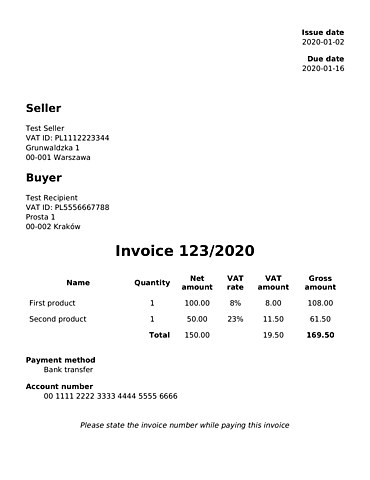 Issue date
2020-01-02
Due date
2020-01-16
Seller
Test Seller
VAT ID: PL1112223344
Grunwaldzka 1
00-001 Warszawa
Buyer
Test Recipient
VAT ID: PL5556667788
Prosta 1
00-002 Kraków
Invoice 123/2020
Name Quantity Net amount VAT rate VAT amount Gross amount
First product 1 100.00 8% 8.00 108.00
Second product 1 50.00 23% 11.50 61.50
Total 150.00 19.50 169.50
Payment method
Bank transfer
Account number
00 1111 2222 3333 4444 5555 6666
Please state the invoice number while paying this invoice